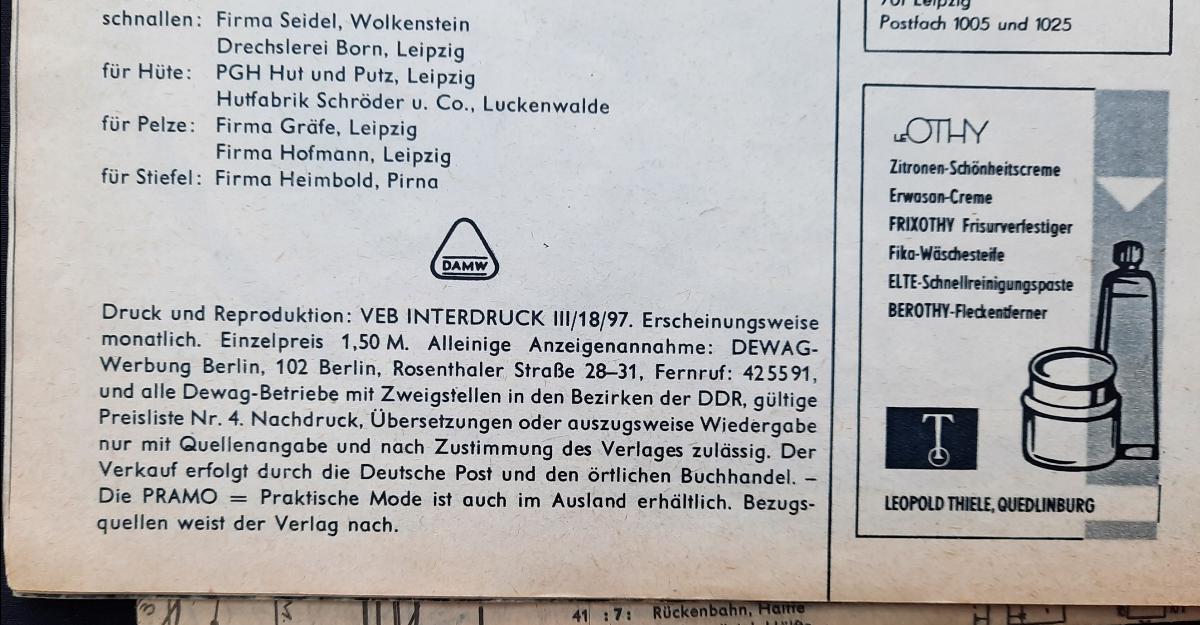 schnallen: Firma Seidel, Wolkenstein
Drechslerei Born, Leipzig
für Hüte: PGH Hut und Putz, Leipzig
Hutfabrik Schröder u. Co., Luckenwalde
für Pelze: Firma Gräfe, Leipzig
Firma Hofmann, Leipzig
für Stiefel: Firma Heimbold, Pirna
DAMW
Druck und Reproduktion: VEB INTERDRUCK III/18/97. Erscheinungsweise
monatlich. Einzelpreis 1,50 M. Alleinige Anzeigenannahme: DEWAG-
Werbung Berlin, 102 Berlin, Rosenthaler Straße 28–31, Fernruf: 425591,
und alle Dewag-Betriebe mit Zweigstellen in den Bezirken der DDR, gültige
Preisliste Nr. 4. Nachdruck, Übersetzungen oder auszugsweise Wiedergabe
nur mit Quellenangabe und nach Zustimmung des Verlages zulässig. Der
Verkauf erfolgt durch die Deutsche Post und den örtlichen Buchhandel. –
Die PRAMO = Praktische Mode ist auch im Ausland erhältlich. Bezugs-
quellen weist der Verlag nach.
701 Leipzig
Postfach 1005 und 1025
LEOTHY
Zitronen-Schönheitscreme
Erwasan-Creme
FRIXOTHY Frisurverfestiger
Fika-Wäschesteife
ELTE-Schnellreinigungspaste
BEROTHY-Fleckentferner
LEOPOLD THIELE, QUEDLINBURG
41 : 7 : Rückenbahn, Hälfte